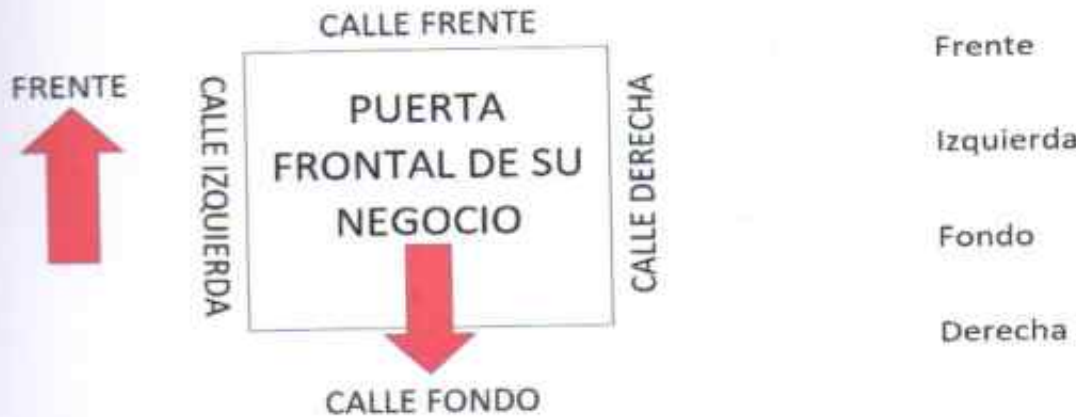 CALLE FRENTE
FRENTE
CALLE IZQUIERDA
PUERTA
FRONTAL DE SU
NEGOCIO
CALLE DERECHA
CALLE FONDO
Frente
Izquierda
Fondo
Derecha